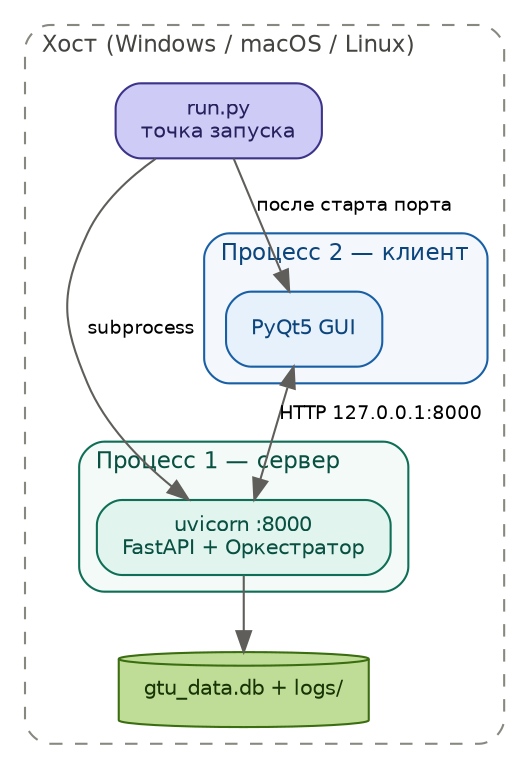 Хост (Windows / macOS / Linux)
run.py
точка запуска
после старта порта
Процесс 2 — клиент
PyQt5 GUI
subprocess
HTTP 127.0.0.1:8000
Процесс 1 — сервер
uvicorn :8000
FastAPI + Оркестратор
gtu_data.db + logs/